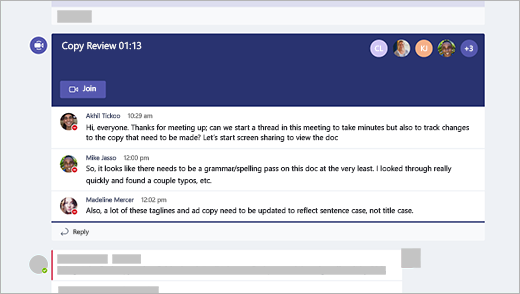 Copy Review 01:13
CL
KJ
+3
Join
Akhil Tickoo 10:29 am
Hi, everyone. Thanks for meeting up; can we start a thread in this meeting to take minutes but also to track changes
to the copy that need to be made? Let's start screen sharing to view the doc
Mike Jasso 12:00 pm
So, it looks like there needs to be a grammar/spelling pass on this doc at the very least. I looked through really
quickly and found a couple typos, etc.
Madeline Mercer 12:02 pm
Also, a lot of these taglines and ad copy need to be updated to reflect sentence case, not title case.
Reply